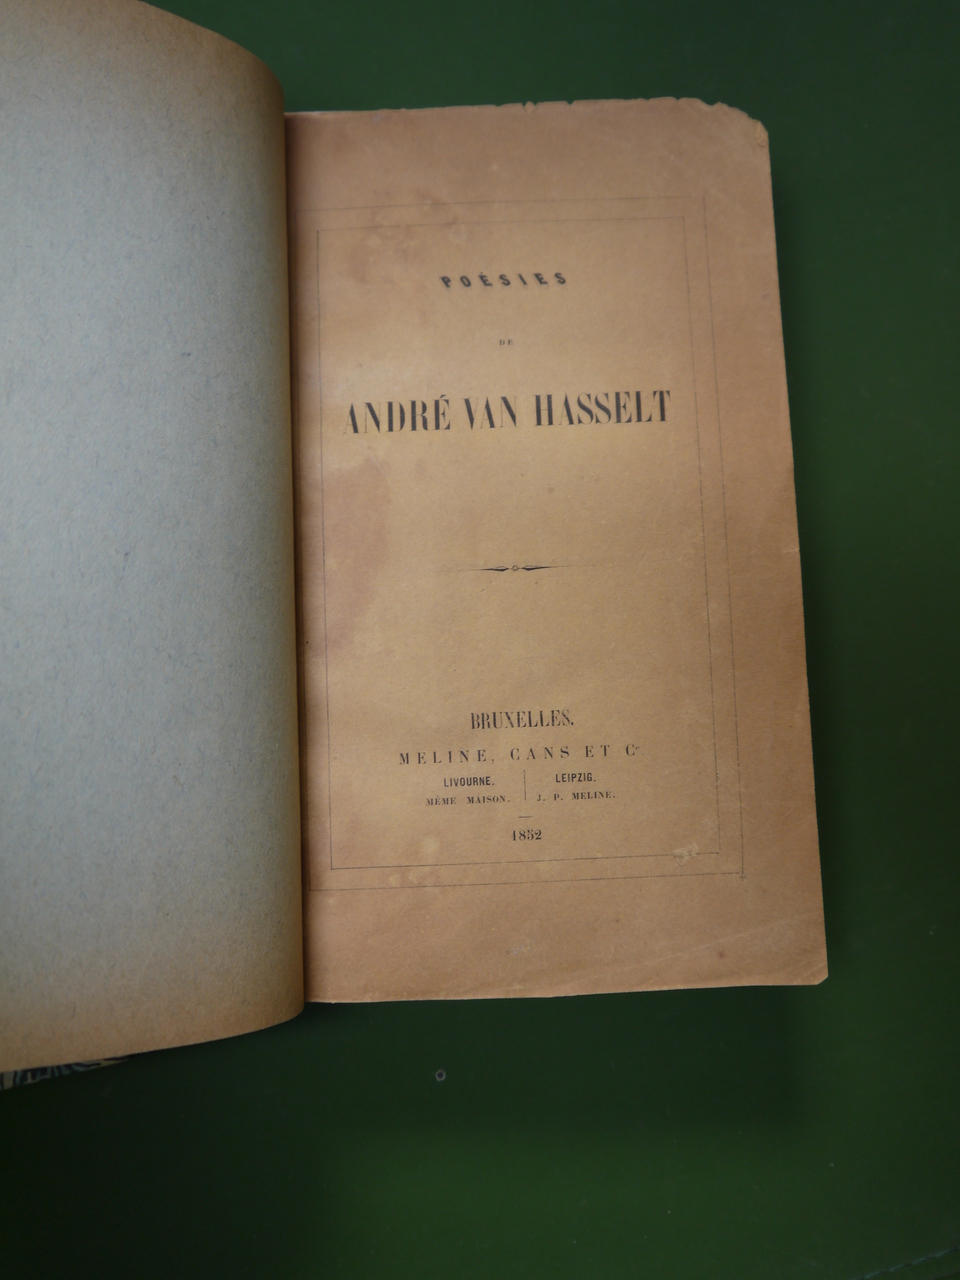 POÉSIES
DE
ANDRÉ VAN HASSELT
BRUXELLES.
MELINE, CANS ET Cⁱᵉ
LIVOURNE. LEIPZIG.
MÊME MAISON. J. P. MELINE.
1852